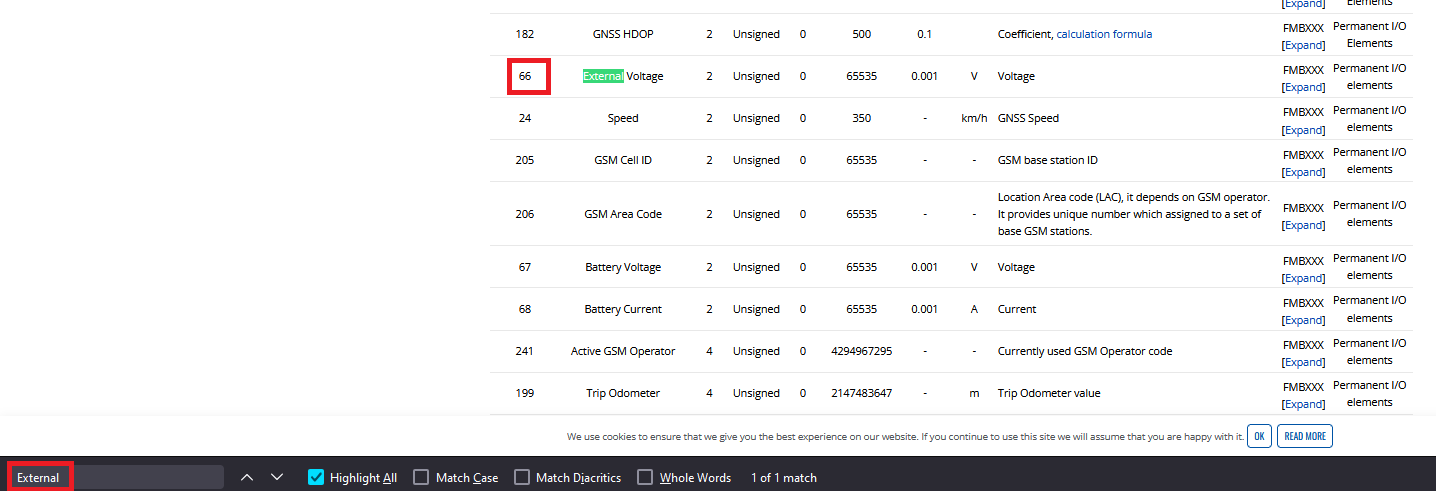 [Expand] Elements
182 GNSS HDOP 2 Unsigned 0 500 0.1 Coefficient, calculation formula FMBXXX [Expand] Permanent I/O Elements
66 External Voltage 2 Unsigned 0 65535 0.001 V Voltage FMBXXX [Expand] Permanent I/O elements
24 Speed 2 Unsigned 0 350 - km/h GNSS Speed FMBXXX [Expand] Permanent I/O elements
205 GSM Cell ID 2 Unsigned 0 65535 - - GSM base station ID FMBXXX [Expand] Permanent I/O elements
206 GSM Area Code 2 Unsigned 0 65535 - - Location Area code (LAC), it depends on GSM operator. It provides unique number which assigned to a set of base GSM stations. FMBXXX [Expand] Permanent I/O elements
67 Battery Voltage 2 Unsigned 0 65535 0.001 V Voltage FMBXXX [Expand] Permanent I/O elements
68 Battery Current 2 Unsigned 0 65535 0.001 A Current FMBXXX [Expand] Permanent I/O elements
241 Active GSM Operator 4 Unsigned 0 4294967295 - - Currently used GSM Operator code FMBXXX [Expand] Permanent I/O elements
199 Trip Odometer 4 Unsigned 0 2147483647 - m Trip Odometer value FMBXXX [Expand] Permanent I/O elements
We use cookies to ensure that we give you the best experience on our website. If you continue to use this site we will assume that you are happy with it. OK READ MORE
External Highlight All Match Case Match Diacritics Whole Words 1 of 1 match